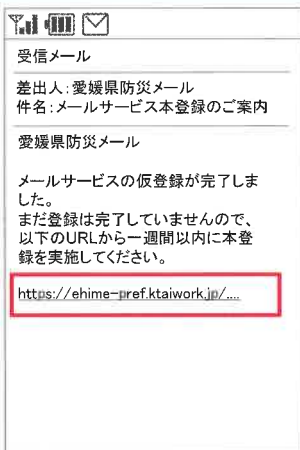 受信メール
差出人:愛媛県防災メール
件名:メールサービス本登録のご案内
愛媛県防災メール
メールサービスの仮登録が完了しま
した。
まだ登録は完了していませんので、
以下のURLから一週間以内に本登
録を実施してください。
https://ehime-pref.ktaiwork.jp/....